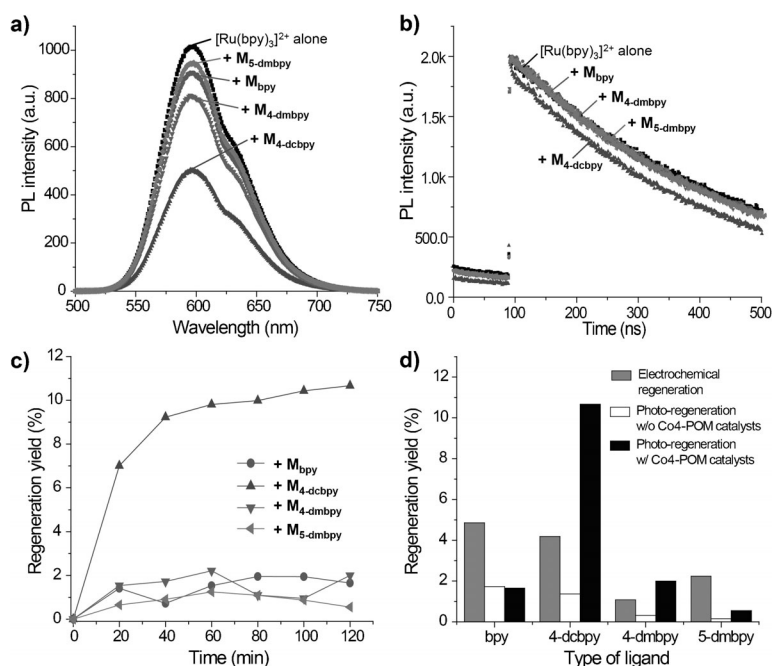 a)
[Ru(bpy)₃]²⁺ alone
+ M5-dmbpy
+ Mbpy
+ M4-dmbpy
+ M4-dcbpy
PL intensity (a.u.)
1000
800
600
400
200
0
500 550 600 650 700 750
Wavelength (nm)
b)
[Ru(bpy)₃]²⁺ alone
+ Mbpy
+ M4-dmbpy
+ M5-dmbpy
+ M4-dcbpy
PL intensity (a.u.)
2.0k
1.5k
1.0k
500.0
0.0
0 100 200 300 400 500
Time (ns)
c)
Regeneration yield (%)
12
10
8
6
4
2
0
+ Mbpy
+ M4-dcbpy
+ M4-dmbpy
+ M5-dmbpy
0 20 40 60 80 100 120
Time (min)
d)
Regeneration yield (%)
12
10
8
6
4
2
0
Electrochemical
regeneration
Photo-regeneration
w/o Co4-POM catalysts
Photo-regeneration
w/ Co4-POM catalysts
bpy 4-dcbpy 4-dmbpy 5-dmbpy
Type of ligand